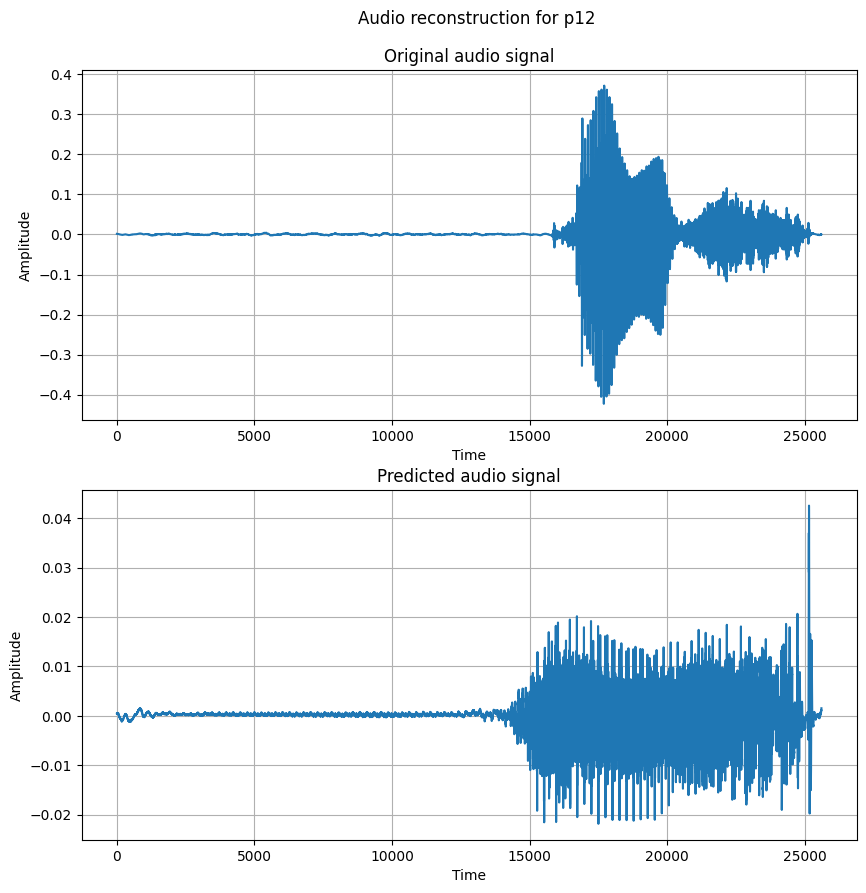 Audio reconstruction for p12
Original audio signal
Amplitude
0.4
0.3
0.2
0.1
0.0
−0.1
−0.2
−0.3
−0.4
0 5000 10000 15000 20000 25000
Time
Predicted audio signal
Amplitude
0.04
0.03
0.02
0.01
0.00
−0.01
−0.02
0 5000 10000 15000 20000 25000
Time